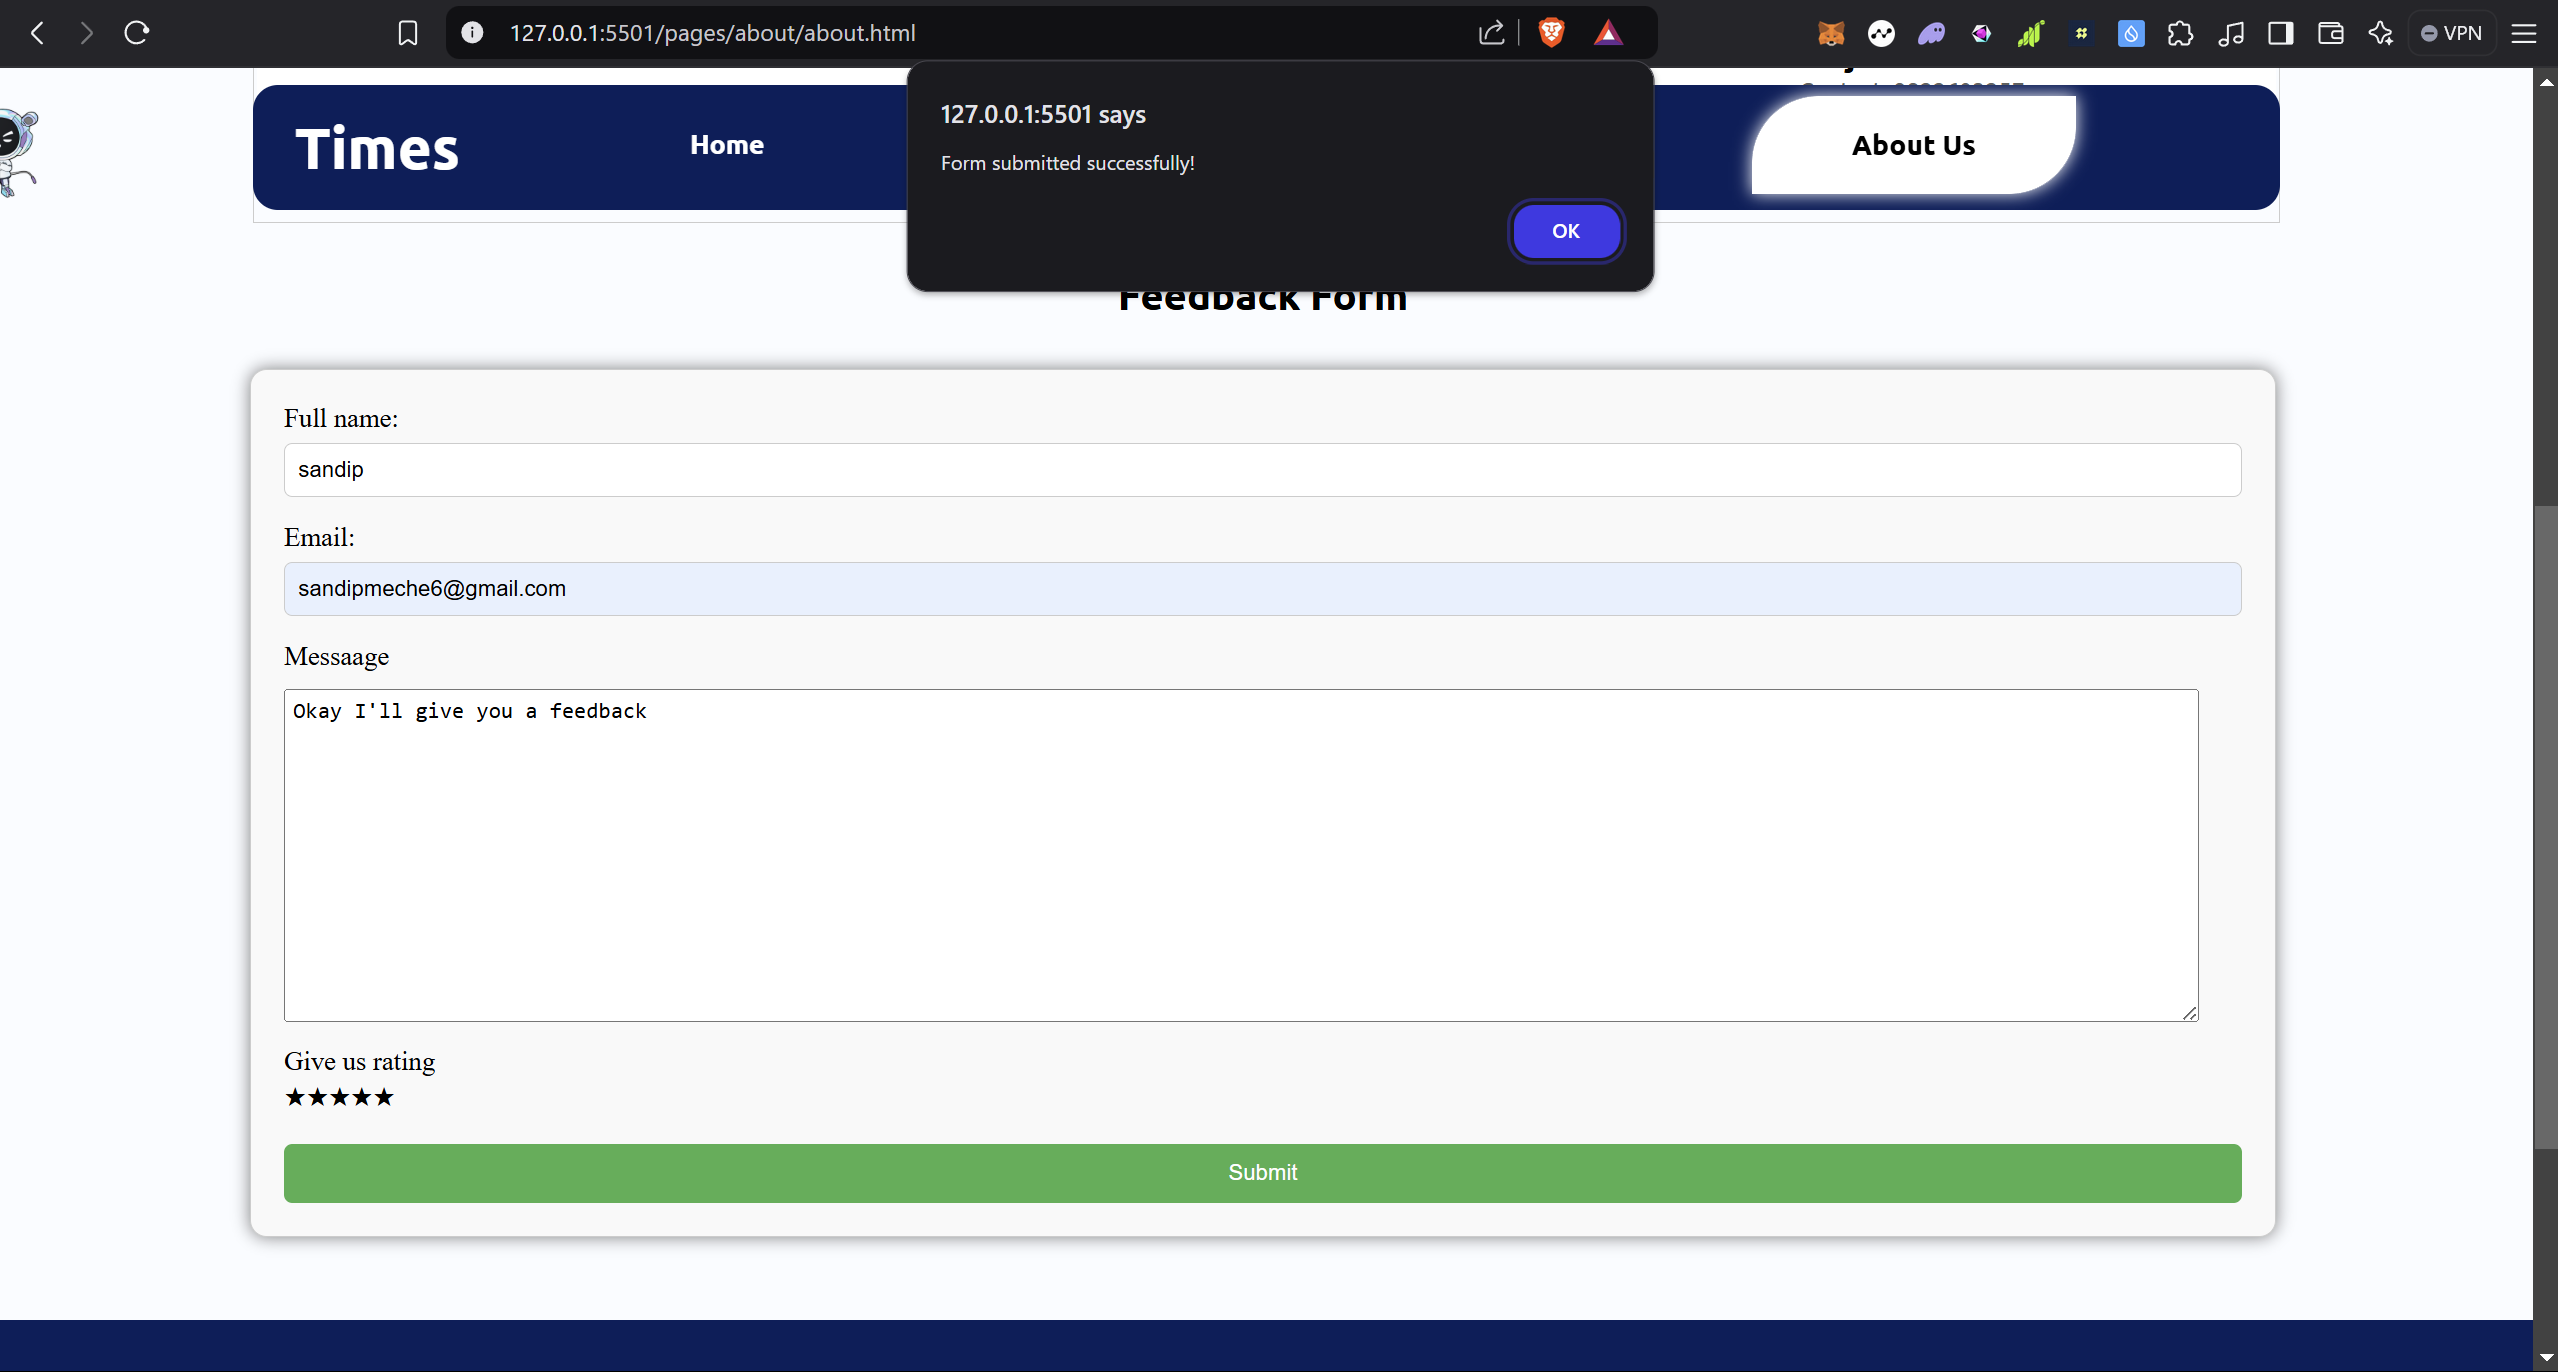 127.0.0.1:5501/pages/about/about.html
VPN
127.0.0.1:5501 says
Form submitted successfully!
OK
Times
Home
About Us
Feedback Form
Full name:
sandip
Email:
sandipmeche6@gmail.com
Messaage
Okay I'll give you a feedback
Give us rating
★★★★★
Submit